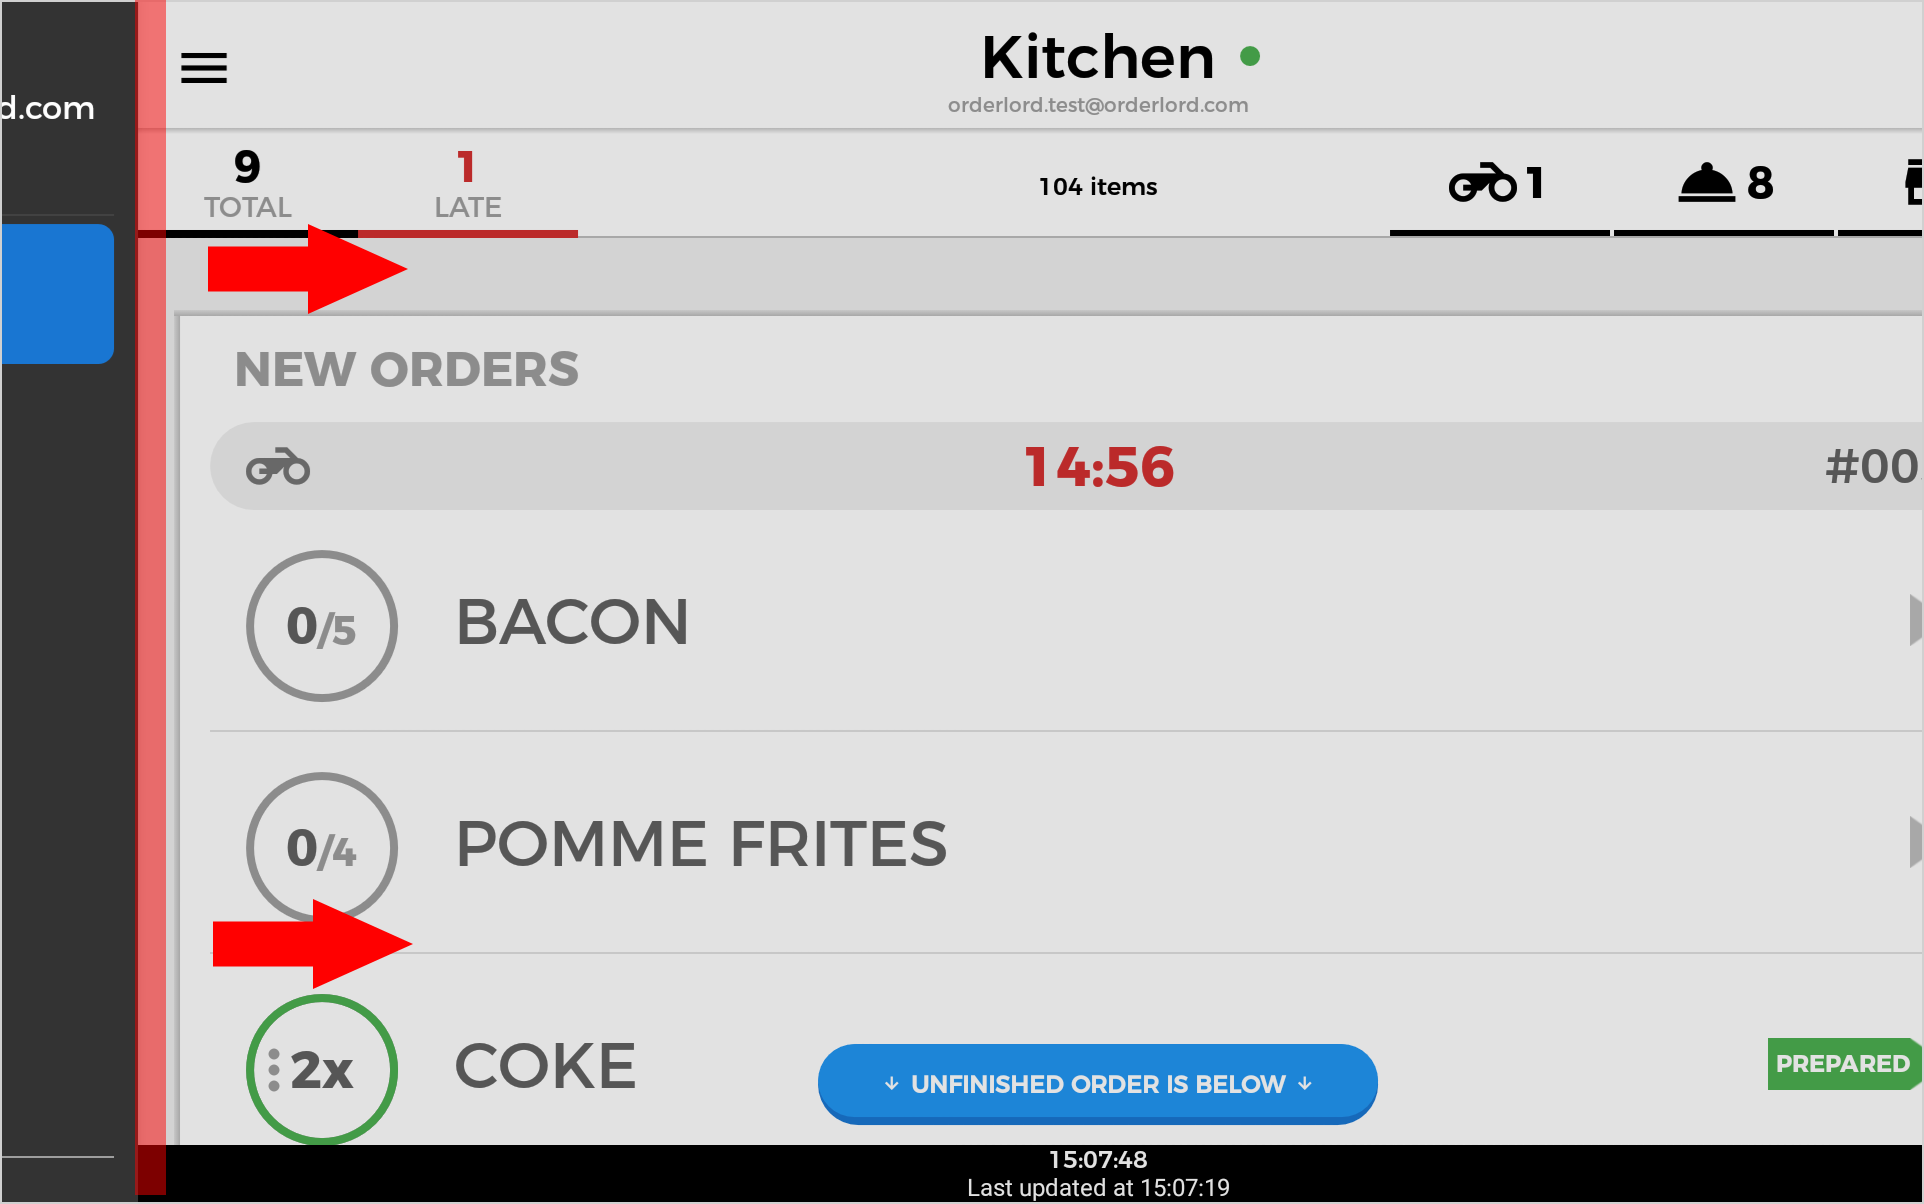 d.com
Kitchen
orderlord.test@orderlord.com
9
TOTAL
1
LATE
104 items
1
8
NEW ORDERS
14:56
#00
0/5
BACON
0/4
POMME FRITES
2x
COKE
PREPARED
↓ UNFINISHED ORDER IS BELOW ↓
15:07:48
Last updated at 15:07:19